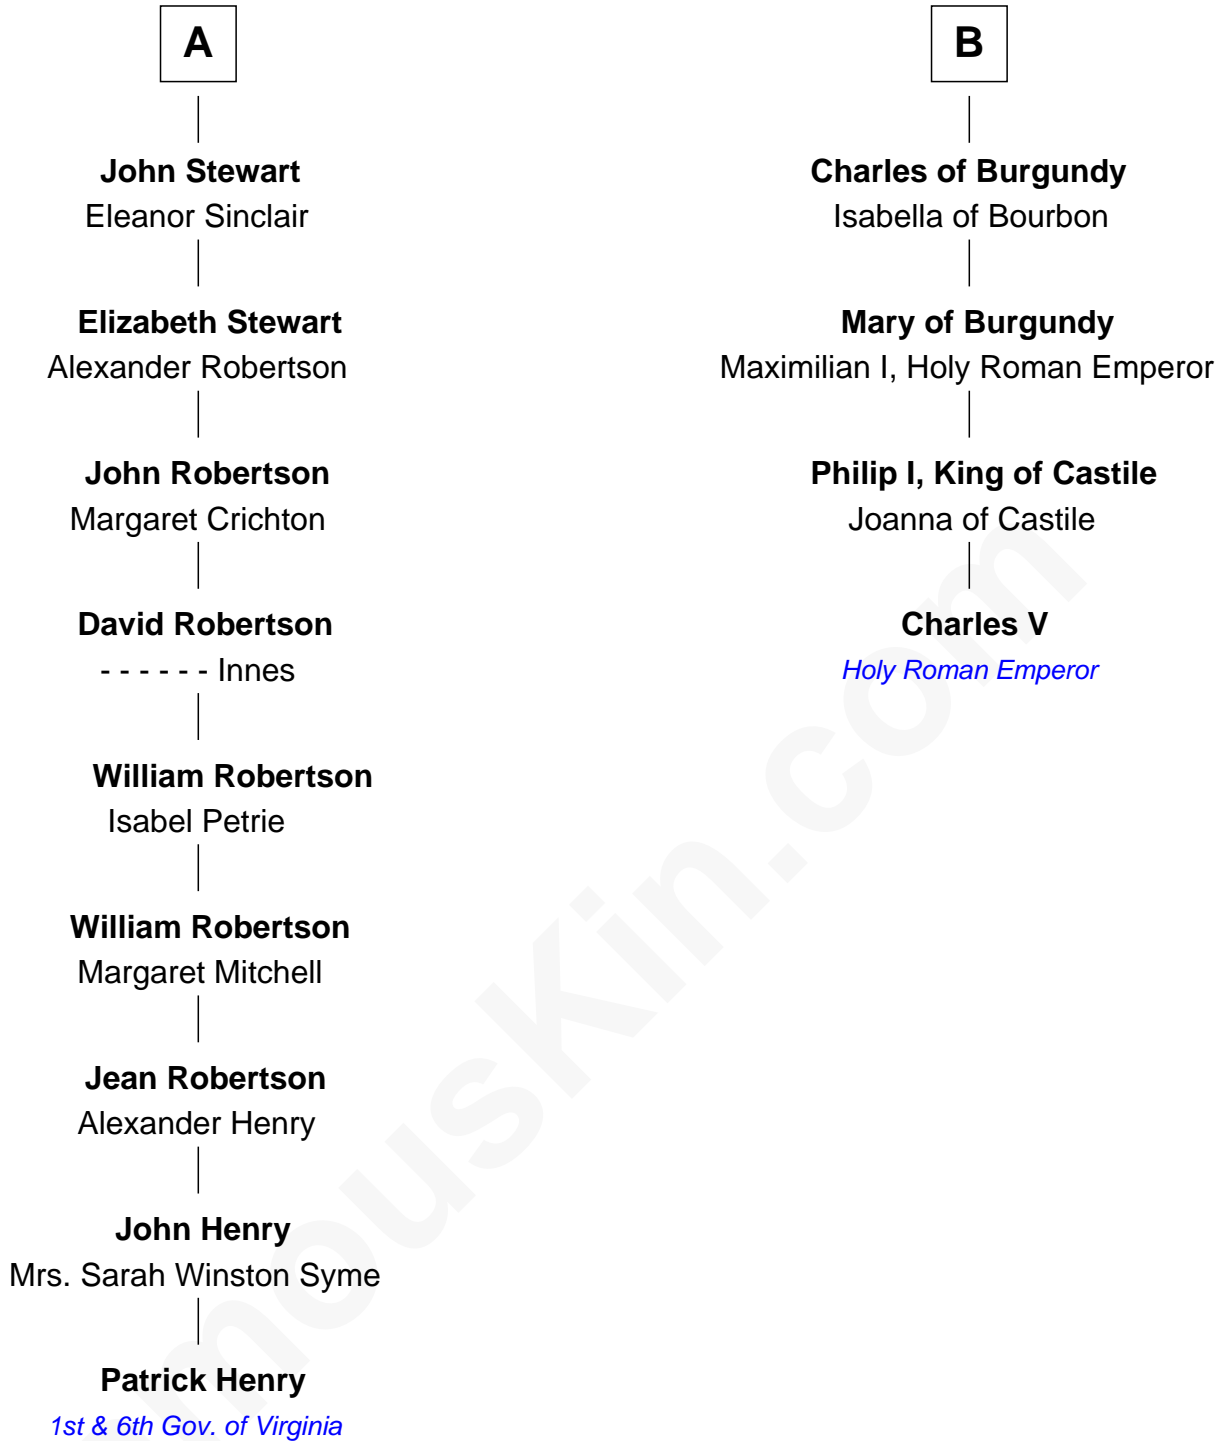 A
John Stewart
Eleanor Sinclair
Elizabeth Stewart
Alexander Robertson
John Robertson
Margaret Crichton
David Robertson
- - - - - - Innes
William Robertson
Isabel Petrie
William Robertson
Margaret Mitchell
Jean Robertson
Alexander Henry
John Henry
Mrs. Sarah Winston Syme
Patrick Henry
1st & 6th Gov. of Virginia
B
Charles of Burgundy
Isabella of Bourbon
Mary of Burgundy
Maximilian I, Holy Roman Emperor
Philip I, King of Castile
Joanna of Castile
Charles V
Holy Roman Emperor
mousKin.com